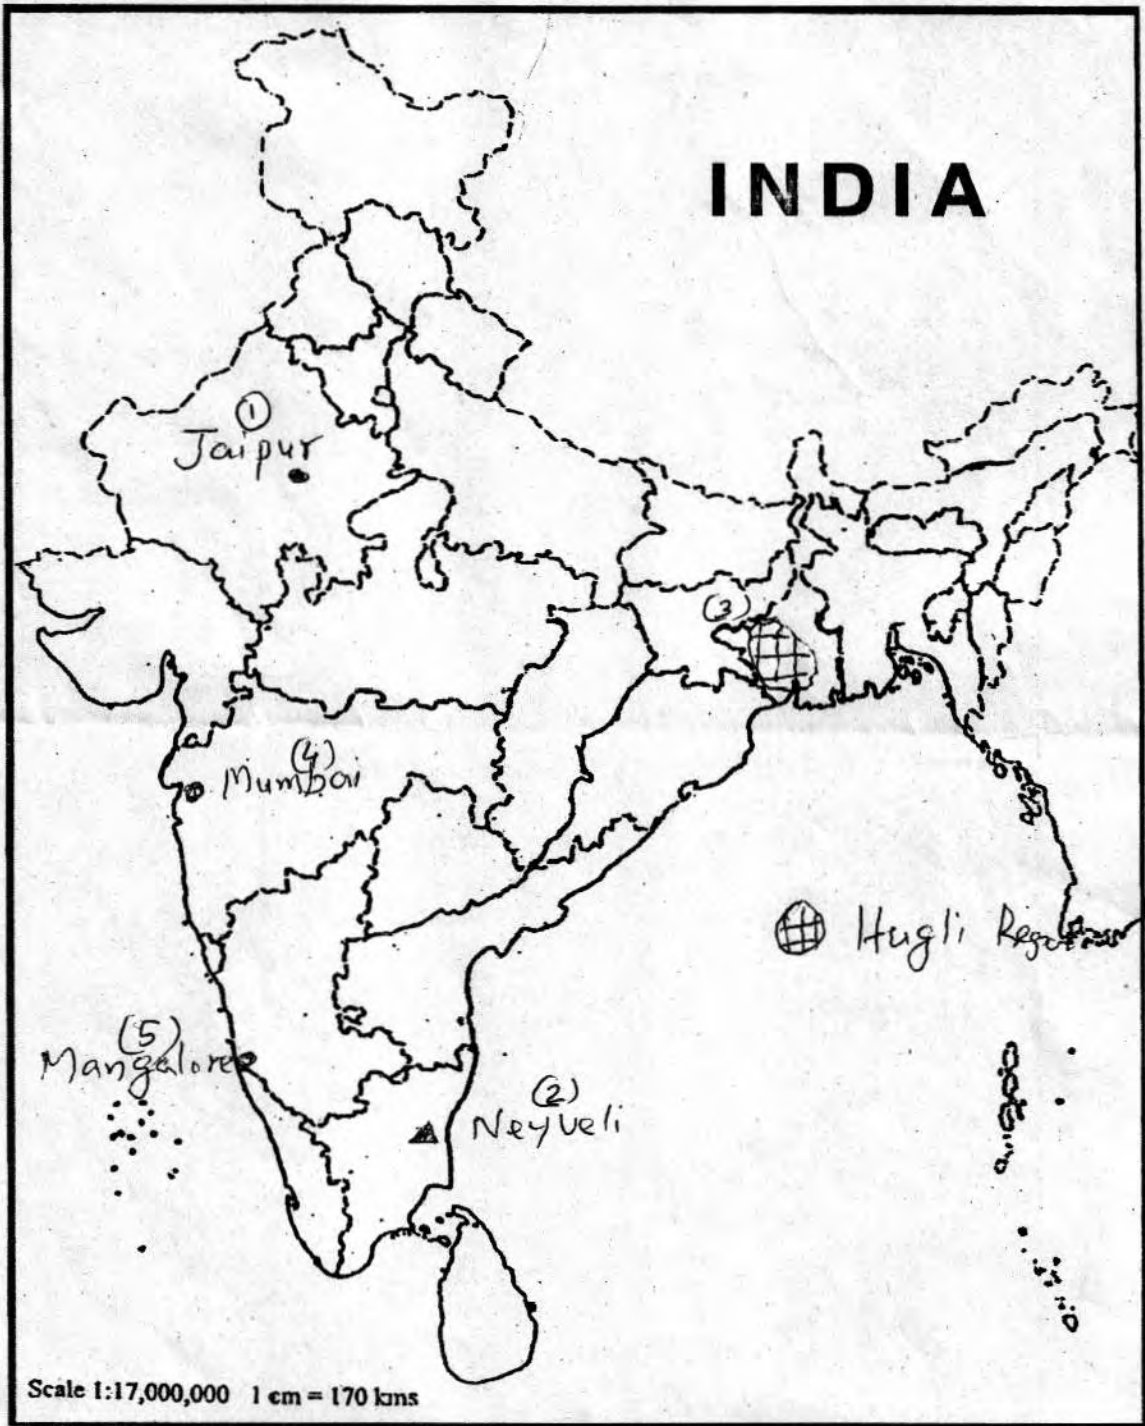 INDIA
(1)
Jaipur
(3)
(4)
Mumbai
Hugli
(5)
Mangalore
(2)
Neyveli
Scale 1:17,000,000 1 cm = 170 kms